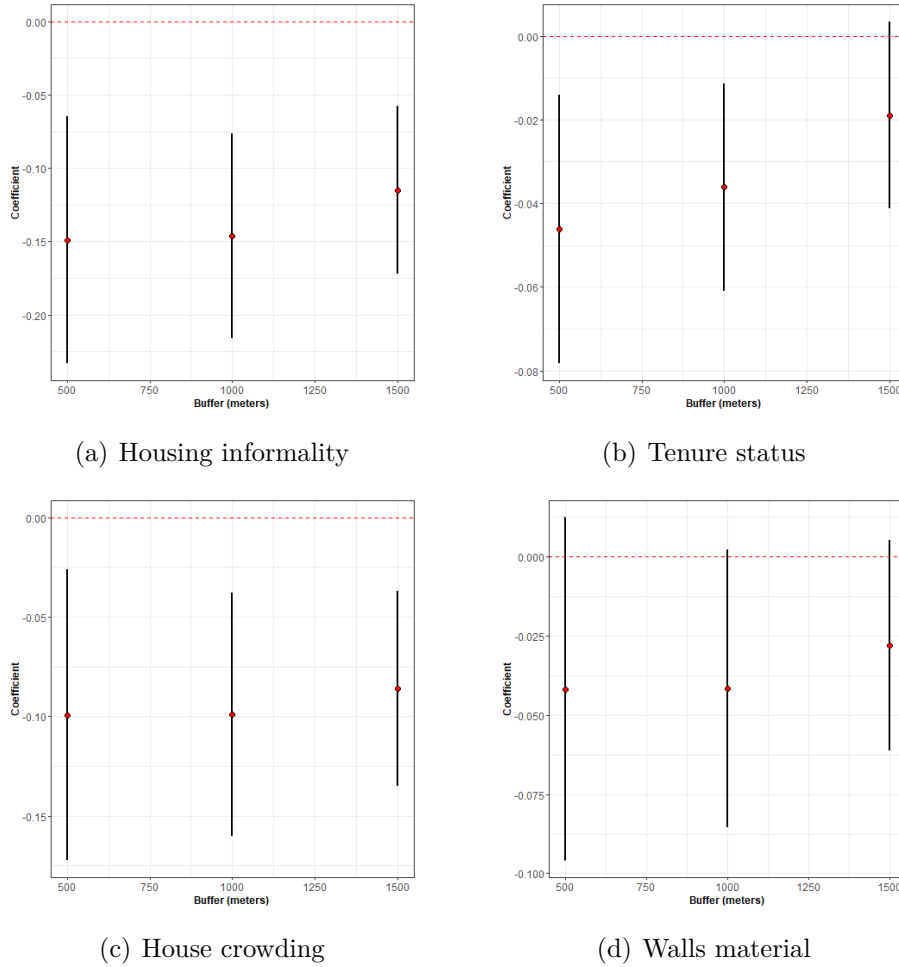 0.00
-0.05
-0.10
-0.15
-0.20
Coefficient
500 750 1000 1250 1500
Buffer (meters)
(a) Housing informality
0.00
-0.02
-0.04
-0.06
-0.08
Coefficient
500 750 1000 1250 1500
Buffer (meters)
(b) Tenure status
0.00
-0.05
-0.10
-0.15
Coefficient
500 750 1000 1250 1500
Buffer (meters)
(c) House crowding
0.000
-0.025
-0.050
-0.075
-0.100
Coefficient
500 750 1000 1250 1500
Buffer (meters)
(d) Walls material